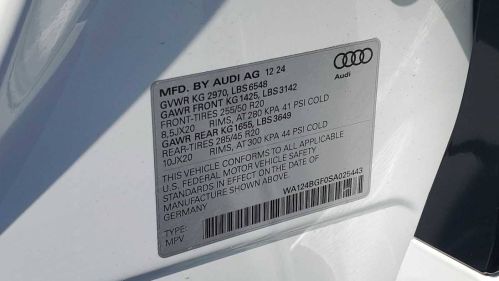 MFD. BY AUDI AG 12 24
GVWR KG 2970, LBS 6548
GAWR FRONT KG 1425, LBS 3142
FRONT-TIRES 255/50 R20
8,5JX20 RIMS, AT 280 KPA 41 PSI COLD
GAWR REAR KG 1655, LBS 3649
REAR-TIRES 285/45 R20
10JX20 RIMS, AT 300 KPA 44 PSI COLD
THIS VEHICLE CONFORMS TO ALL APPLICABLE
U.S. FEDERAL MOTOR VEHICLE SAFETY
STANDARDS IN EFFECT ON THE DATE OF
MANUFACTURE SHOWN ABOVE.
GERMANY
WA124BGF0SA025443
TYPE:
MPV
Audi